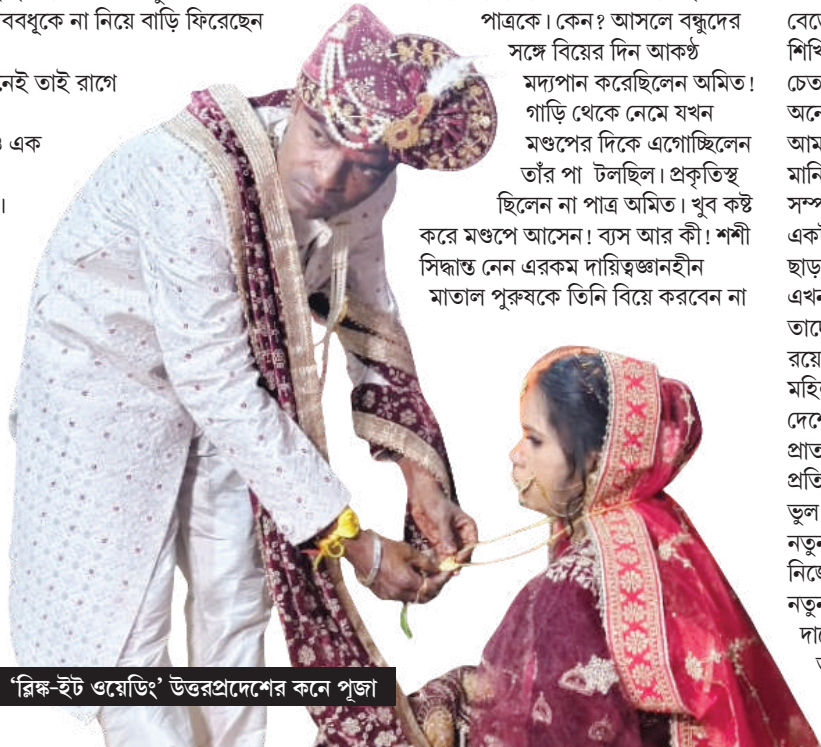 ববধূকে না নিয়ে বাড়ি ফিরেছেন
নেই তাই রাগে
এক
পাত্রকে। কেন? আসলে বন্ধুদের
সঙ্গে বিয়ের দিন আকণ্ঠ
মদ্যপান করেছিলেন অমিত!
গাড়ি থেকে নেমে যখন
মণ্ডপের দিকে এগোচ্ছিলেন
তাঁর পা টলছিল। প্রকৃতিস্থ
ছিলেন না পাত্র অমিত। খুব কষ্ট
করে মণ্ডপে আসেন! ব্যস আর কী! শশী
সিদ্ধান্ত নেন এরকম দায়িত্বজ্ঞানহীন
মাতাল পুরুষকে তিনি বিয়ে করবেন না
শিখি
চেত
অনে
আম
মানি
সম্প
এক
ছাড়
এখন
তাদে
রয়ে
মহি
দেশে
প্রতি
ভুল
নতুন
নিজে
নতুন
দা
‘ব্লিঙ্ক-ইট ওয়েডিং’ উত্তরপ্রদেশের কনে পূজা